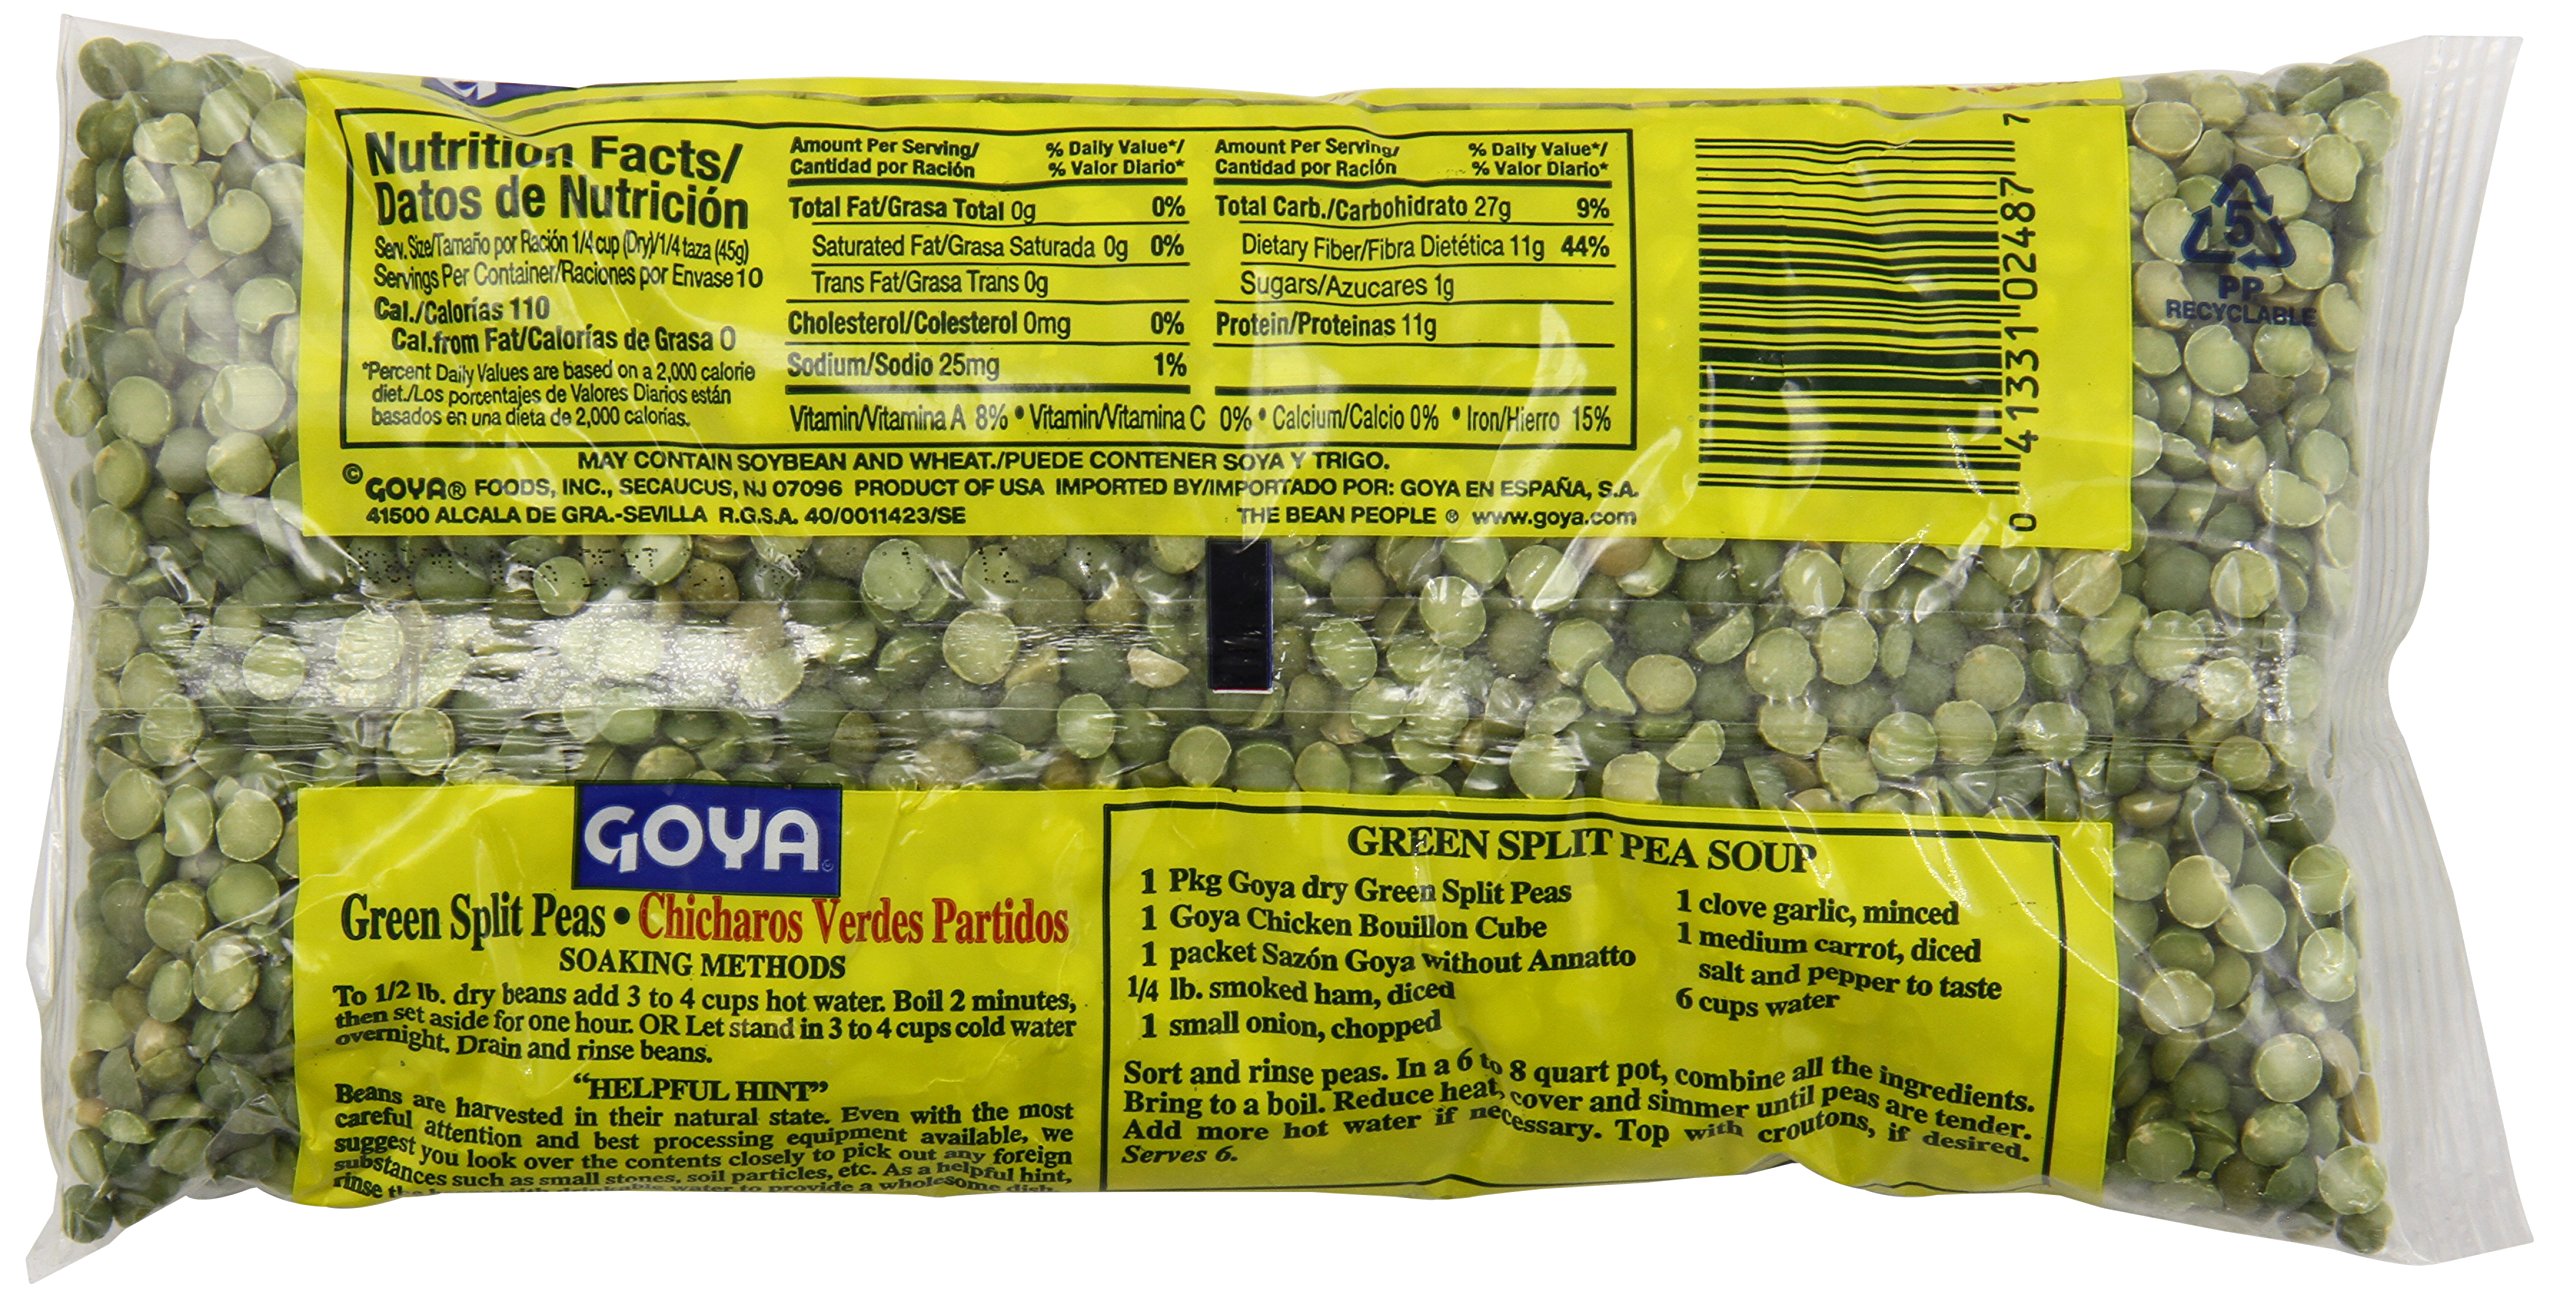 Nutrition Facts/
Datos de Nutrición
Serv. Size/Tamaño por Ración 1/4 cup (Dry)/1/4 taza (45g)
Servings Per Container/Raciones por Envase 10
Cal./Calorías 110
Cal.from Fat/Calorías de Grasa 0
*Percent Daily Values are based on a 2,000 calorie
diet./Los porcentajes de Valores Diarios están
basados en una dieta de 2,000 calorías.
Amount Per Serving/ % Daily Value*/
Cantidad por Ración % Valor Diario*
Total Fat/Grasa Total 0g 0%
Saturated Fat/Grasa Saturada 0g 0%
Trans Fat/Grasa Trans 0g
Cholesterol/Colesterol 0mg 0%
Sodium/Sodio 25mg 1%
Amount Per Serving/ % Daily Value*/
Cantidad por Ración % Valor Diario*
Total Carb./Carbohidrato 27g 9%
Dietary Fiber/Fibra Dietética 11g 44%
Sugars/Azucares 1g
Protein/Proteinas 11g
Vitamin/Vitamina A 8% • Vitamin/Vitamina C 0% • Calcium/Calcio 0% • Iron/Hierro 15%
MAY CONTAIN SOYBEAN AND WHEAT./PUEDE CONTENER SOYA Y TRIGO.
© GOYA® FOODS, INC., SECAUCUS, NJ 07096 PRODUCT OF USA IMPORTED BY/IMPORTADO POR: GOYA EN ESPAÑA, S.A.
41500 ALCALA DE GRA.-SEVILLA R.G.S.A. 40/0011423/SE THE BEAN PEOPLE ® www.goya.com
0 41331 02487 7
5
PP
RECYCLABLE
GOYA
Green Split Peas • Chicharos Verdes Partidos
SOAKING METHODS
To 1/2 lb. dry beans add 3 to 4 cups hot water. Boil 2 minutes,
then set aside for one hour. OR Let stand in 3 to 4 cups cold water
overnight. Drain and rinse beans.
"HELPFUL HINT"
Beans are harvested in their natural state. Even with the most
careful attention and best processing equipment available, we
suggest you look over the contents closely to pick out any foreign
substances such as small stones, soil particles, etc. As a helpful hint,
rinse the beans with drinkable water to provide a wholesome dish.
GREEN SPLIT PEA SOUP
1 Pkg Goya dry Green Split Peas
1 Goya Chicken Bouillon Cube
1 packet Sazón Goya without Annatto
1/4 lb. smoked ham, diced
1 small onion, chopped
1 clove garlic, minced
1 medium carrot, diced
salt and pepper to taste
6 cups water
Sort and rinse peas. In a 6 to 8 quart pot, combine all the ingredients.
Bring to a boil. Reduce heat, cover and simmer until peas are tender.
Add more hot water if necessary. Top with croutons, if desired.
Serves 6.